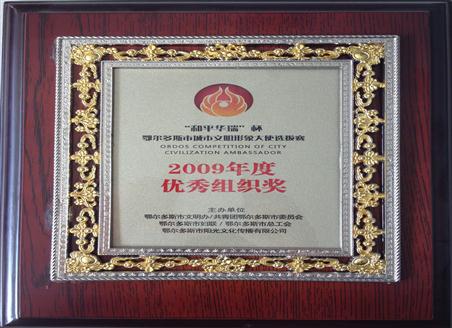 “和平华瑞”杯
鄂尔多斯市城市文明形象大使选拔赛
ORDOS COMPETITION OF CITY
CIVILIZATION AMBASSADOR
2009年度
优秀组织奖
主办单位
鄂尔多斯市文明办/共青团鄂尔多斯市委员会
鄂尔多斯市妇联/鄂尔多斯市总工会
鄂尔多斯市阳光文化传播有限公司